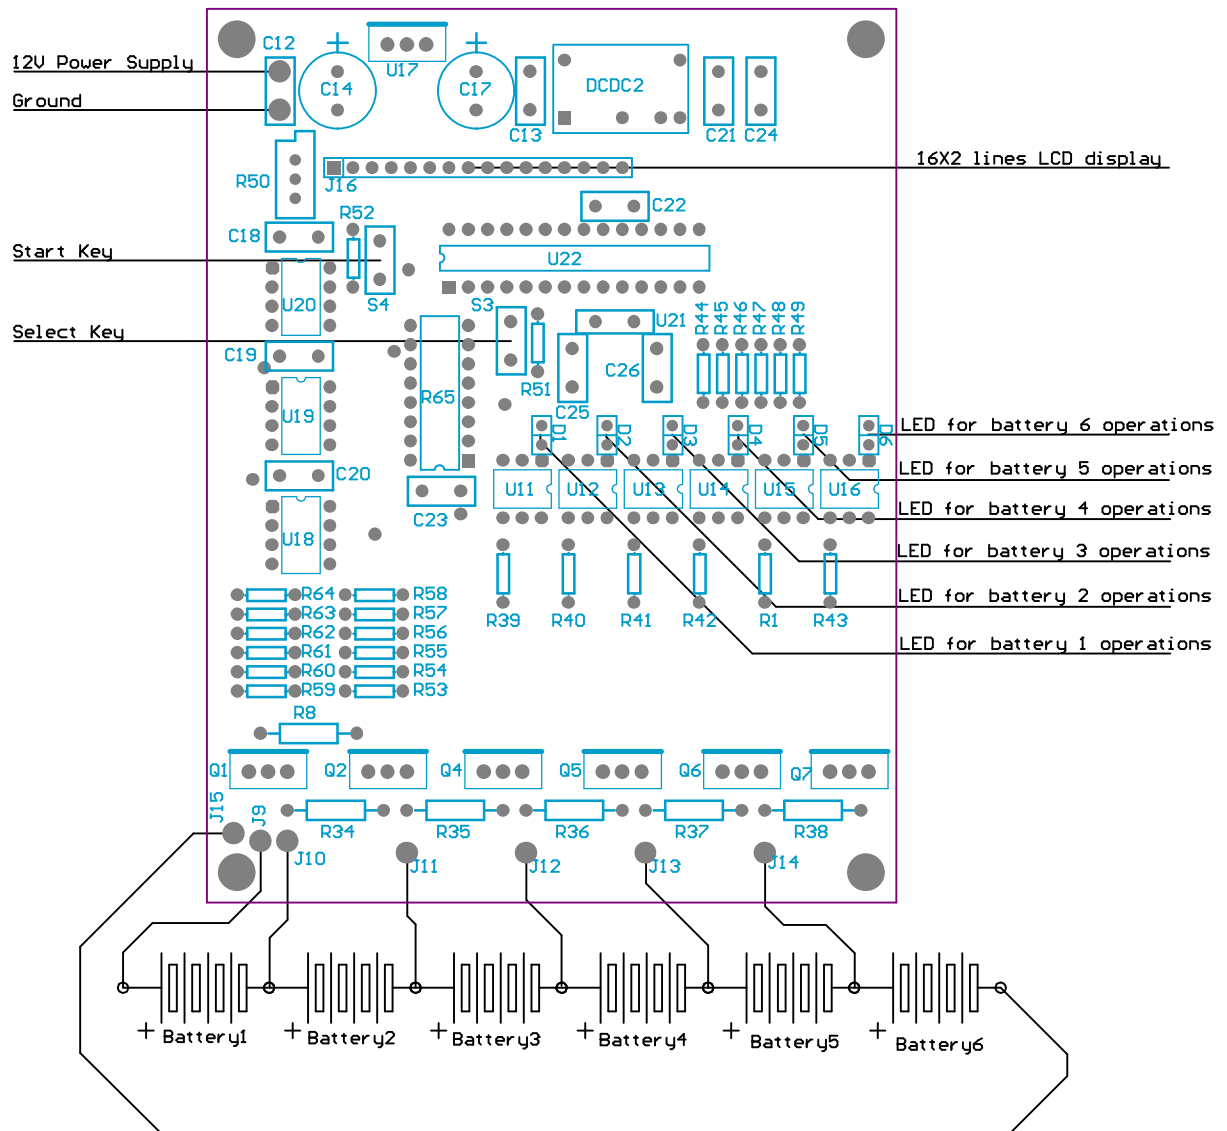 C12
12V Power Supply
U17
C14
C17
DCDC2
Ground
C13
C21
C24
16X2 lines LCD display
R50
J16
R52
C22
C18
Start Key
U22
U20
S4
S3
R44
R45
R46
R47
R48
R49
U21
Select Key
C19
C26
R51
R65
C25
U19
D1
D2
D3
D4
D5
D6
LED for battery 6 operations
LED for battery 5 operations
C20
U11
U12
U13
U14
U15
U16
LED for battery 4 operations
C23
U18
LED for battery 3 operations
R64
R58
LED for battery 2 operations
R63
R57
R39
R40
R41
R42
R1
R43
R62
R56
LED for battery 1 operations
R61
R55
R60
R54
R59
R53
R8
Q1
Q2
Q4
Q5
Q6
Q7
J15
J9
R34
R35
R36
R37
R38
J10
J11
J12
J13
J14
+ Battery1
+ Battery2
+ Battery3
+ Battery4
+ Battery5
+ Battery6